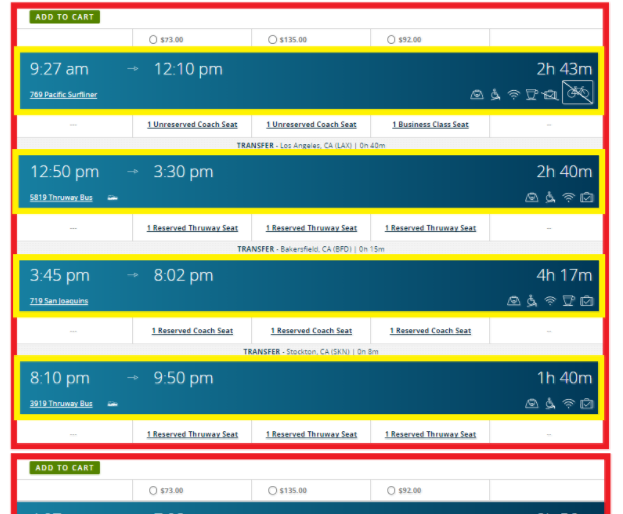 ADD TO CART
$73.00 $135.00 $92.00
9:27 am → 12:10 pm 2h 43m
769 Pacific Surfliner
— 1 Unreserved Coach Seat 1 Unreserved Coach Seat 1 Business Class Seat –
TRANSFER - Los Angeles, CA (LAX) | 0h 40m
12:50 pm → 3:30 pm 2h 40m
5819 Thruway Bus
— 1 Reserved Thruway Seat 1 Reserved Thruway Seat 1 Reserved Thruway Seat –
TRANSFER - Bakersfield, CA (BFD) | 0h 15m
3:45 pm → 8:02 pm 4h 17m
719 San Joaquins
— 1 Reserved Coach Seat 1 Reserved Coach Seat 1 Reserved Coach Seat –
TRANSFER - Stockton, CA (SKN) | 0h 8m
8:10 pm → 9:50 pm 1h 40m
3919 Thruway Bus
— 1 Reserved Thruway Seat 1 Reserved Thruway Seat 1 Reserved Thruway Seat –
ADD TO CART
$73.00 $135.00 $92.00